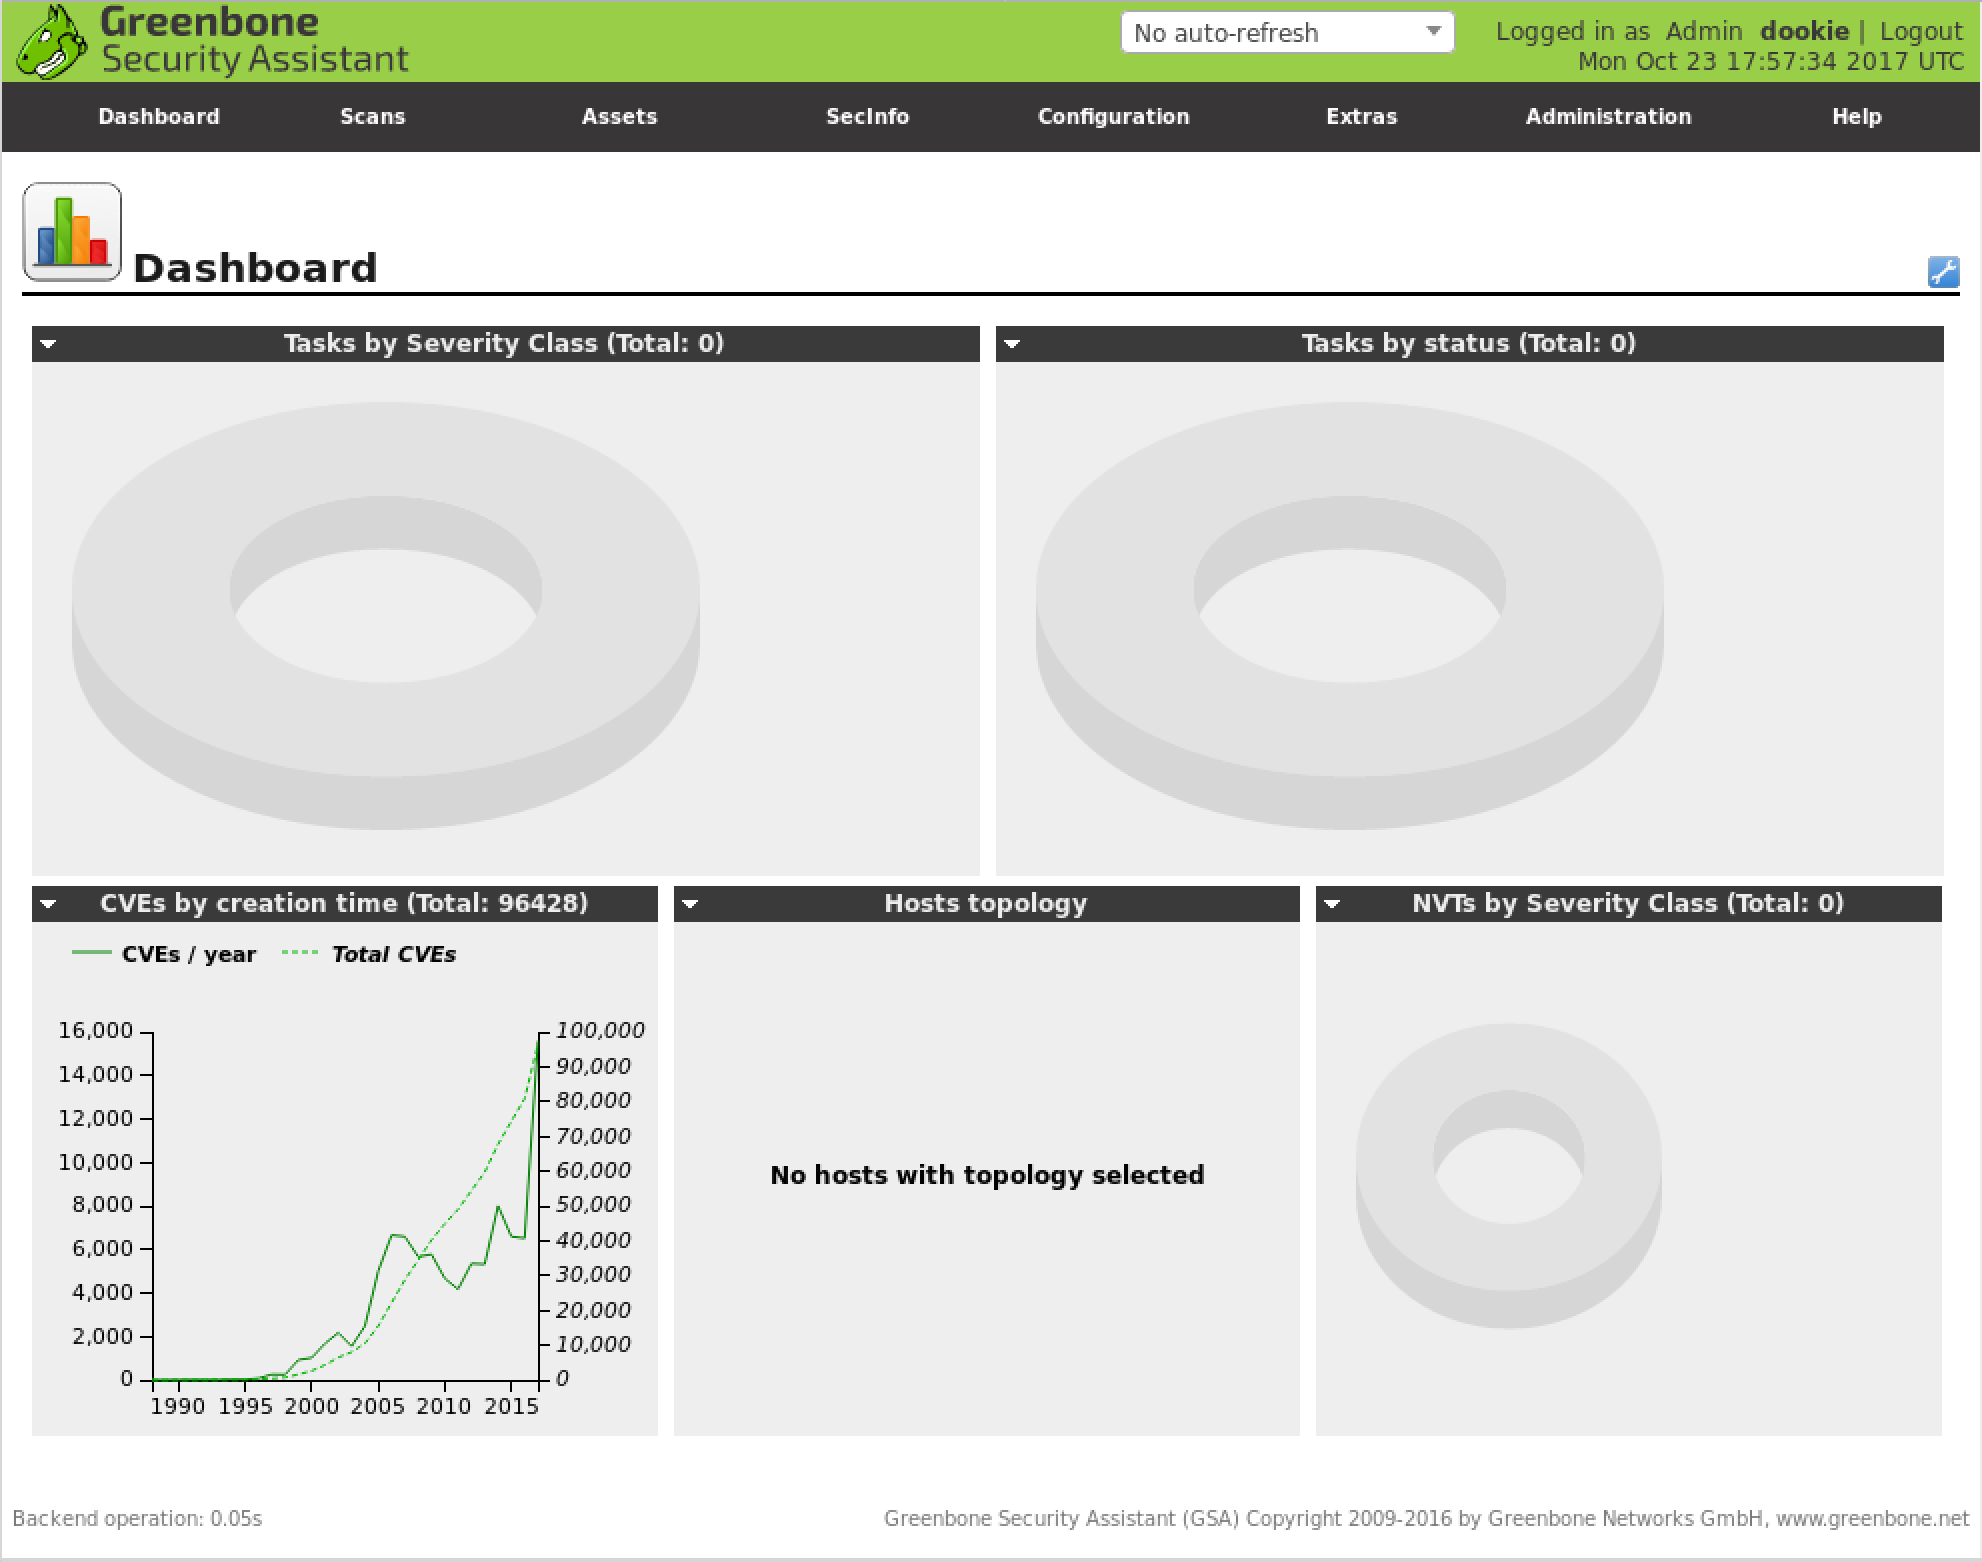 Greenbone
Security Assistant
No auto-refresh
Logged in as Admin dookie | Logout
Mon Oct 23 17:57:34 2017 UTC
Dashboard Scans Assets SecInfo Configuration Extras Administration Help
Dashboard
Tasks by Severity Class (Total: 0)
Tasks by status (Total: 0)
CVEs by creation time (Total: 96428)
CVEs / year Total CVEs
16,000
14,000
12,000
10,000
8,000
6,000
4,000
2,000
0
100,000
90,000
80,000
70,000
60,000
50,000
40,000
30,000
20,000
10,000
0
1990 1995 2000 2005 2010 2015
Hosts topology
No hosts with topology selected
NVTs by Severity Class (Total: 0)
Backend operation: 0.05s
Greenbone Security Assistant (GSA) Copyright 2009-2016 by Greenbone Networks GmbH, www.greenbone.net